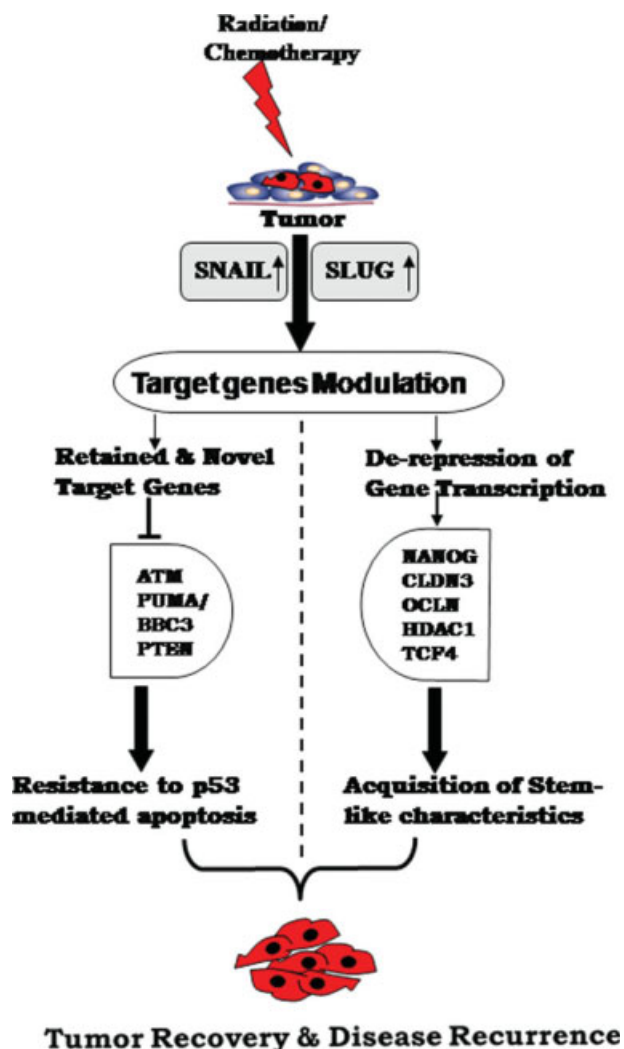 Radiation/
Chemotherapy
Tumor
SNAIL↑
SLUG↑
Target genes Modulation
Retained & Novel
Target Genes
ATM
PUMA/
BBC3
PTEN
Resistance to p53
mediated apoptosis
De-repression of
Gene Transcription
NANOG
CLDN3
OCLN
HDAC1
TCF4
Acquisition of Stem-
like characteristics
Tumor Recovery & Disease Recurrence